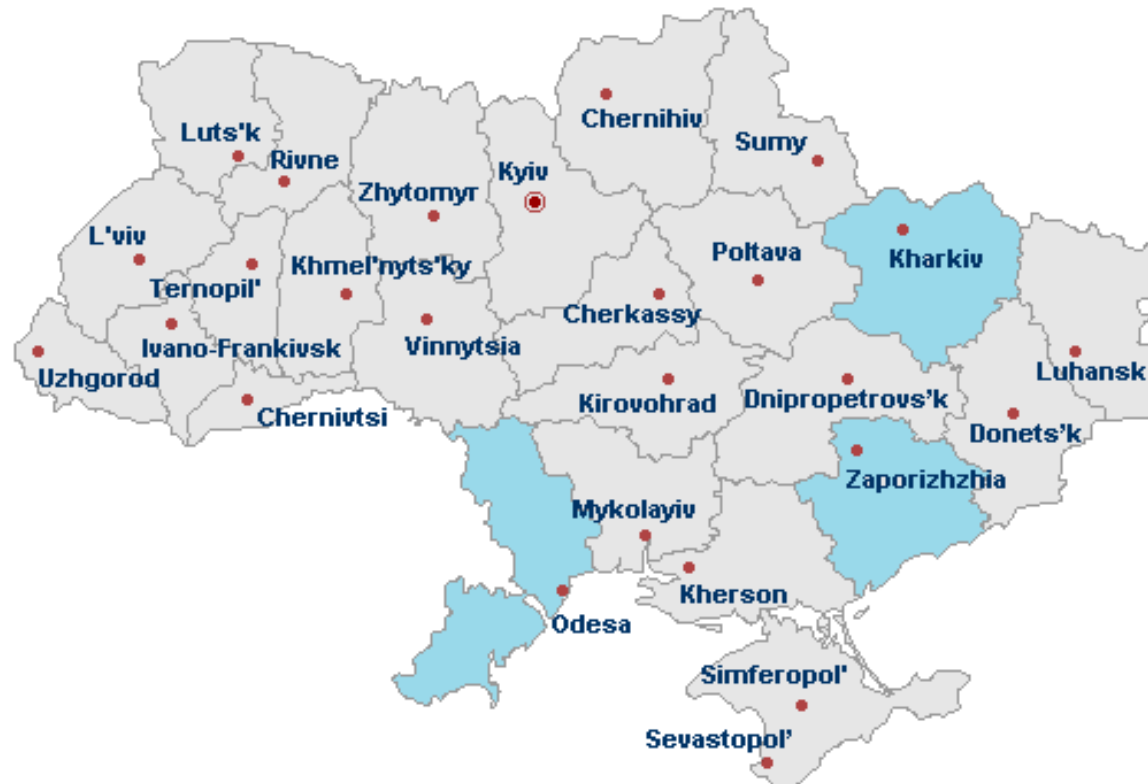 Chernihiv
Luts'k
Sumy
Rivne
Kyiv
Zhytomyr
L'viv
Poltava
Kharkiv
Khmel'nyts'ky
Ternopil'
Cherkassy
Ivano-Frankivsk
Vinnytsia
Luhansk
Uzhgorod
Dnipropetrovs’k
Kirovohrad
Chernivtsi
Donets’k
Zaporizhzhia
Mykolayiv
Kherson
Odesa
Simferopol'
Sevastopol’